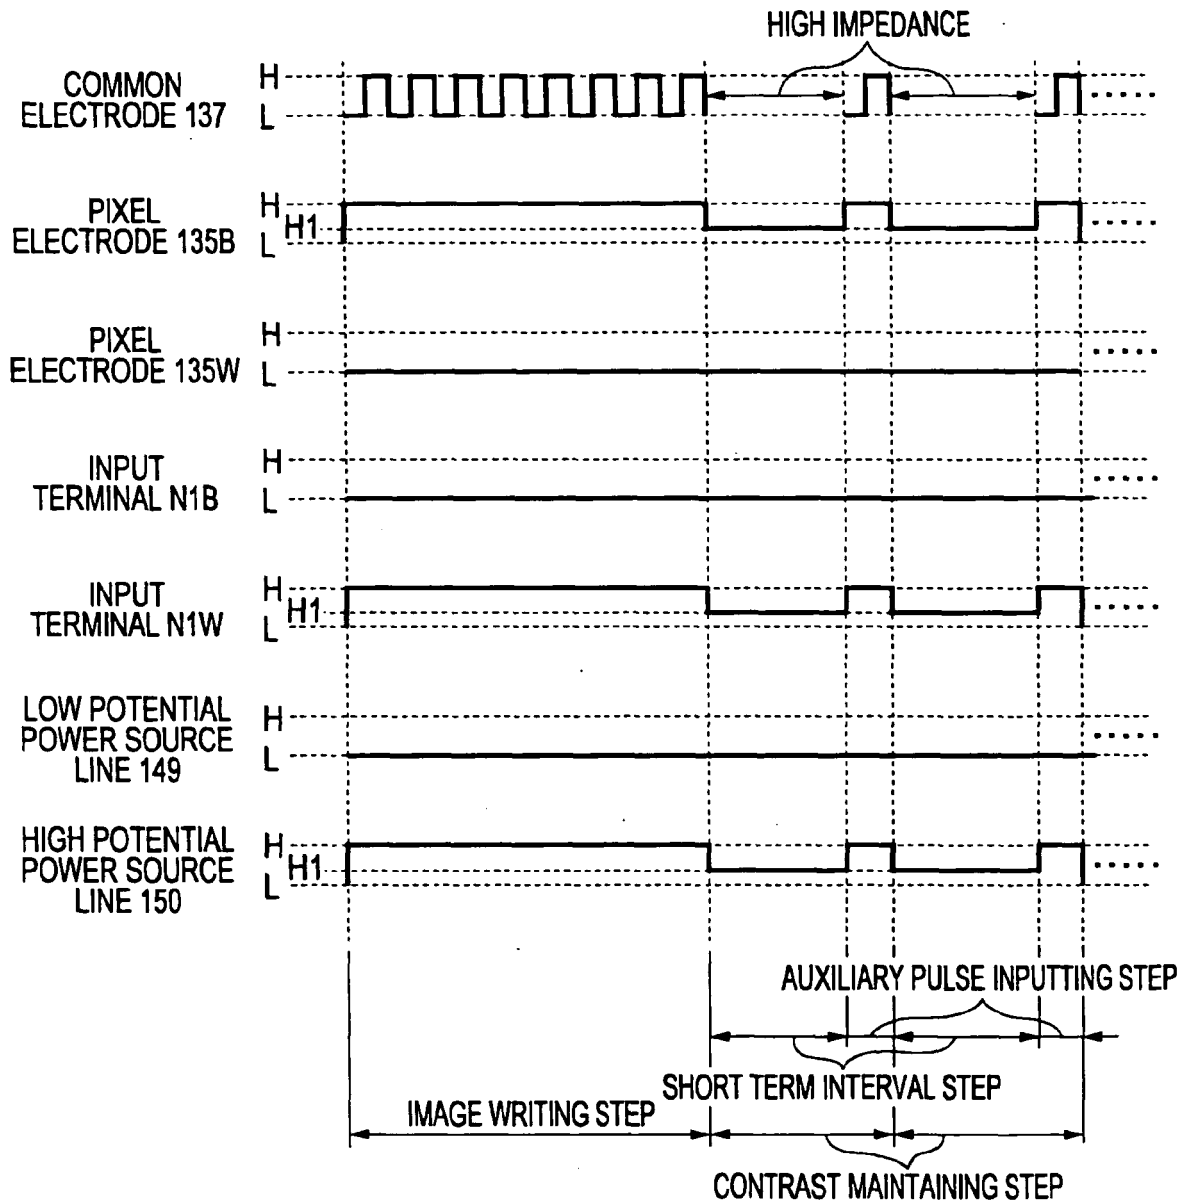 HIGH IMPEDANCE
COMMON
ELECTRODE 137
H
L
PIXEL
ELECTRODE 135B
H
H1
L
PIXEL
ELECTRODE 135W
H
L
INPUT
TERMINAL N1B
H
L
INPUT
TERMINAL N1W
H
H1
L
LOW POTENTIAL
POWER SOURCE
LINE 149
H
L
HIGH POTENTIAL
POWER SOURCE
LINE 150
H
H1
L
AUXILIARY PULSE INPUTTING STEP
SHORT TERM INTERVAL STEP
IMAGE WRITING STEP
CONTRAST MAINTAINING STEP